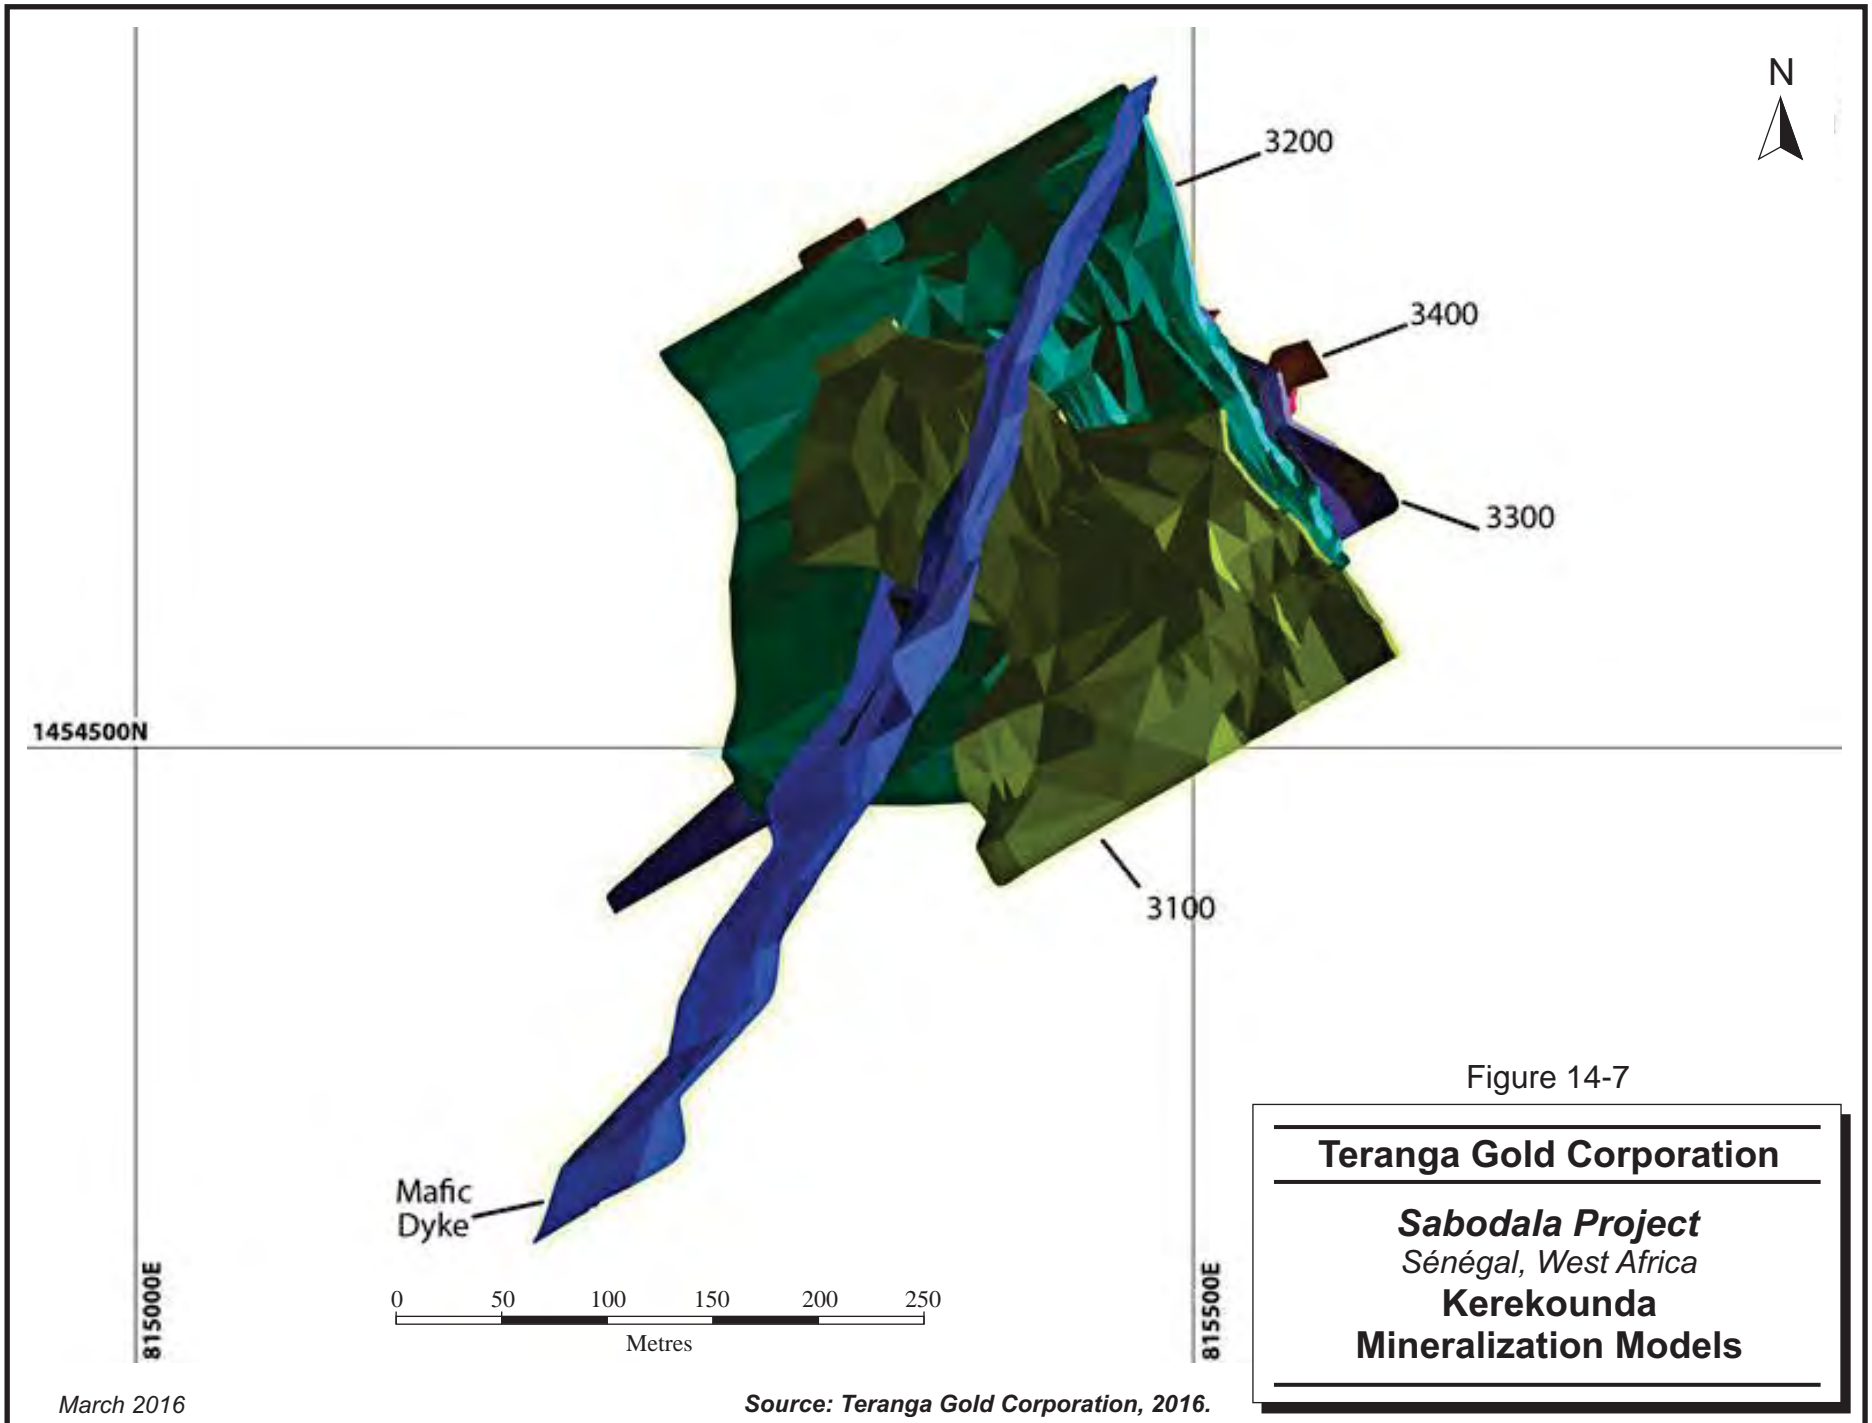 N
3200
3400
3300
1454500N
3100
Mafic
Dyke
815000E
815500E
0 50 100 150 200 250
Metres
Figure 14-7
Teranga Gold Corporation
Sabodala Project
Sénégal, West Africa
Kerekounda
Mineralization Models
March 2016
Source: Teranga Gold Corporation, 2016.